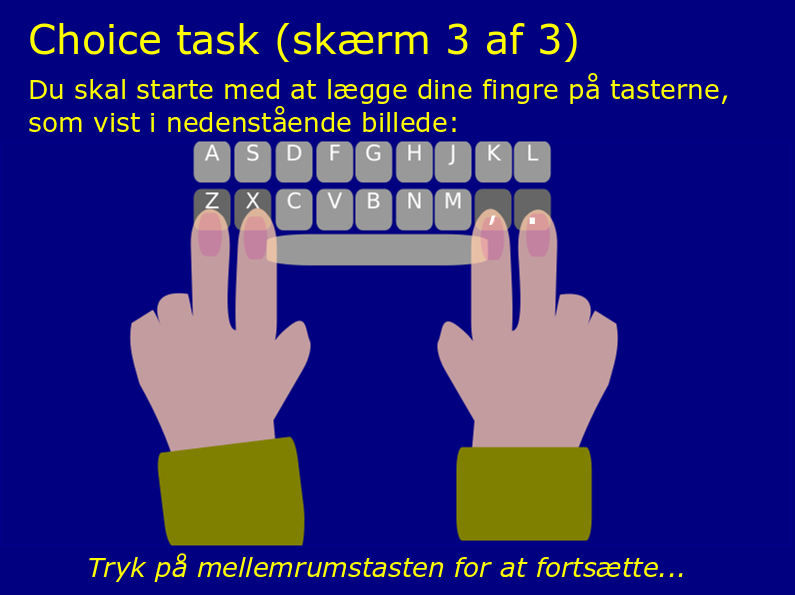 Choice task (skærm 3 af 3)
Du skal starte med at lægge dine fingre på tasterne,
som vist i nedenstående billede:
A S D F G H J K L
Z X C V B N M , .
Tryk på mellemrumstasten for at fortsætte...